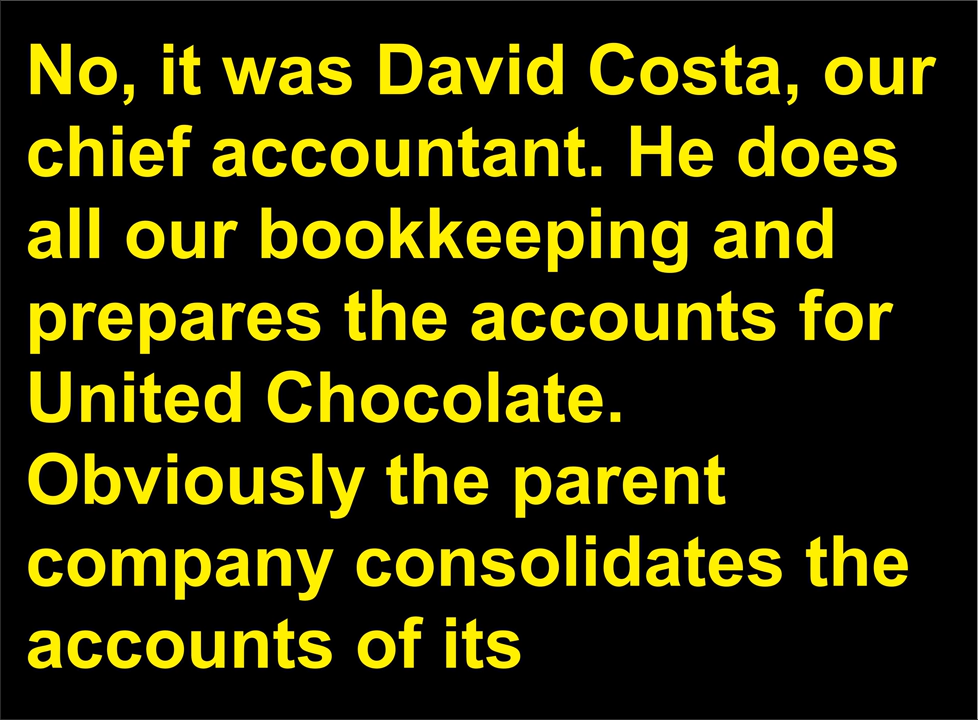 No, it was David Costa, our
chief accountant. He does
all our bookkeeping and
prepares the accounts for
United Chocolate.
Obviously the parent
company consolidates the
accounts of its